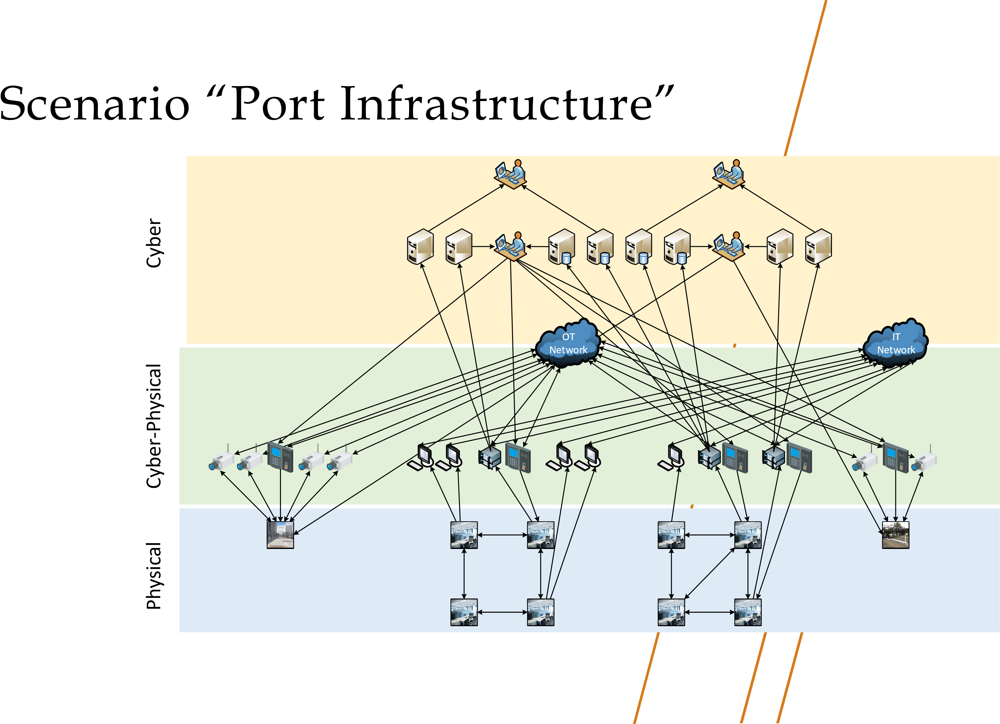 Scenario “Port Infrastructure”
Cyber
OT
Network
IT
Network
Cyber-Physical
Physical